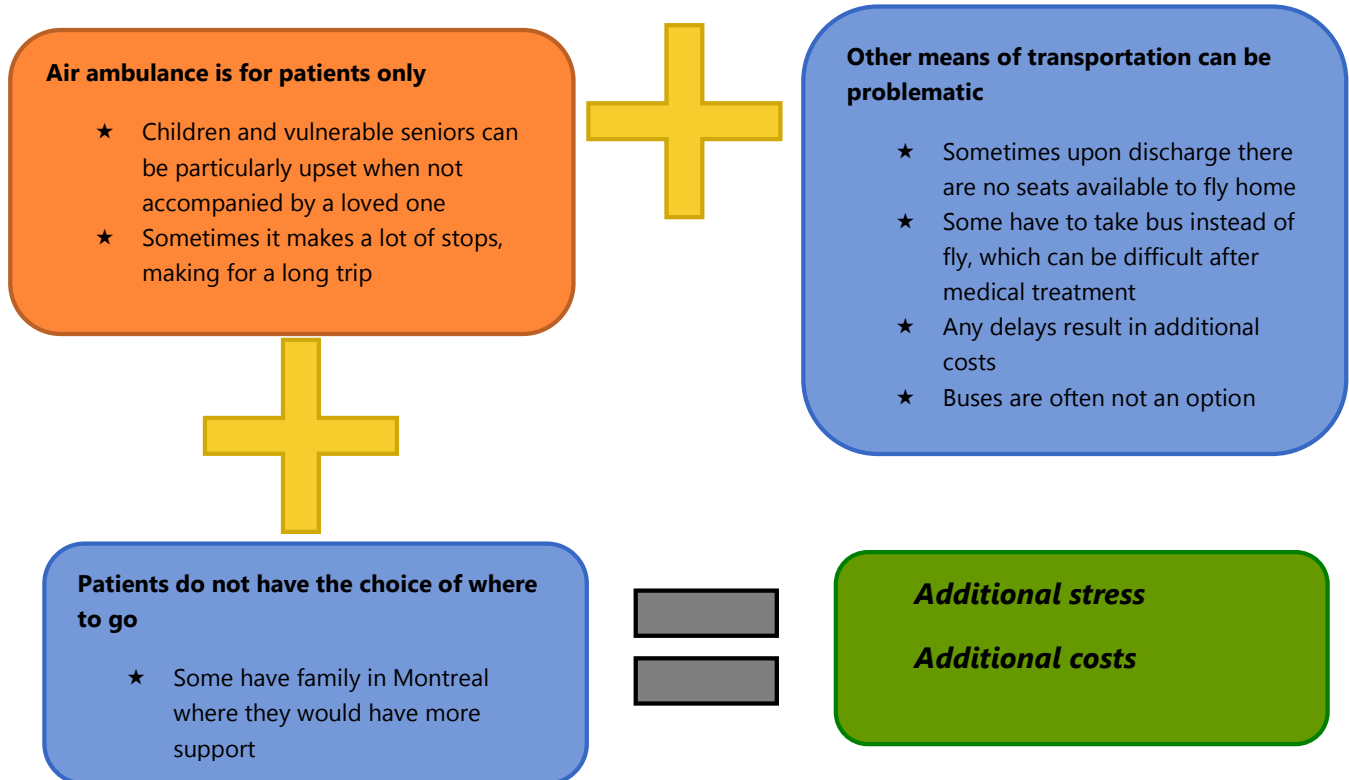 Air ambulance is for patients only
★ Children and vulnerable seniors can
be particularly upset when not
accompanied by a loved one
★ Sometimes it makes a lot of stops,
making for a long trip
Other means of transportation can be
problematic
★ Sometimes upon discharge there
are no seats available to fly home
★ Some have to take bus instead of
fly, which can be difficult after
medical treatment
★ Any delays result in additional
costs
★ Buses are often not an option
Patients do not have the choice of where
to go
★ Some have family in Montreal
where they would have more
support
Additional stress
Additional costs